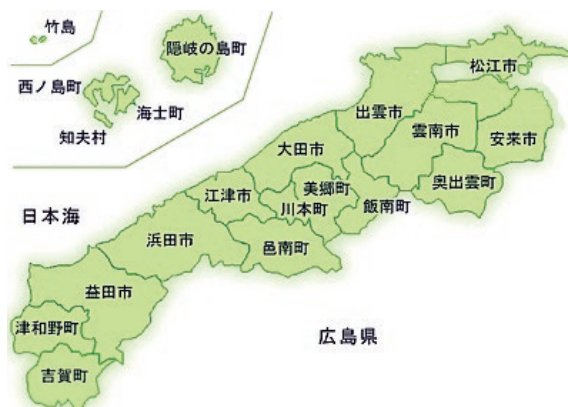 竹島
隠岐の島町
西ノ島町
海士町
知夫村
松江市
出雲市
雲南市
安来市
大田市
奥出雲町
美郷町
江津市
川本町
飯南町
日本海
浜田市
邑南町
益田市
津和野町
広島県
吉賀町